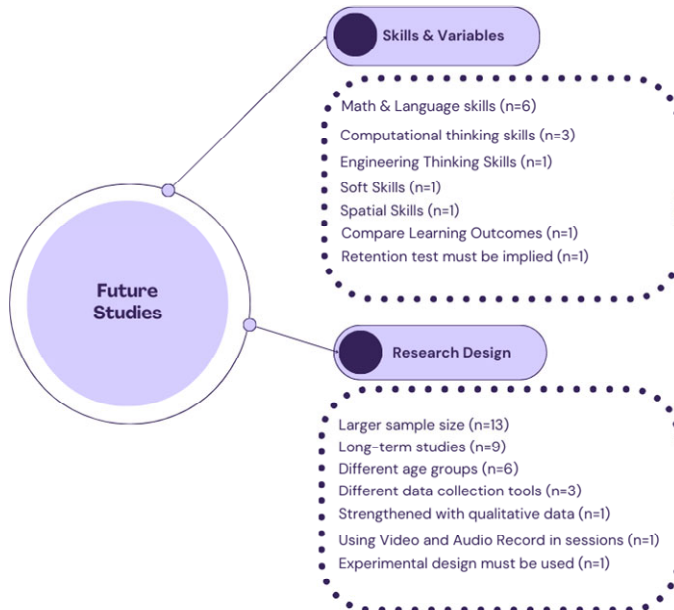 Skills & Variables
Math & Language skills (n=6)
Computational thinking skills (n=3)
Engineering Thinking Skills (n=1)
Soft Skills (n=1)
Spatial Skills (n=1)
Compare Learning Outcomes (n=1)
Retention test must be implied (n=1)
Future
Studies
Research Design
Larger sample size (n=13)
Long-term studies (n=9)
Different age groups (n=6)
Different data collection tools (n=3)
Strengthened with qualitative data (n=1)
Using Video and Audio Record in sessions (n=1)
Experimental design must be used (n=1)